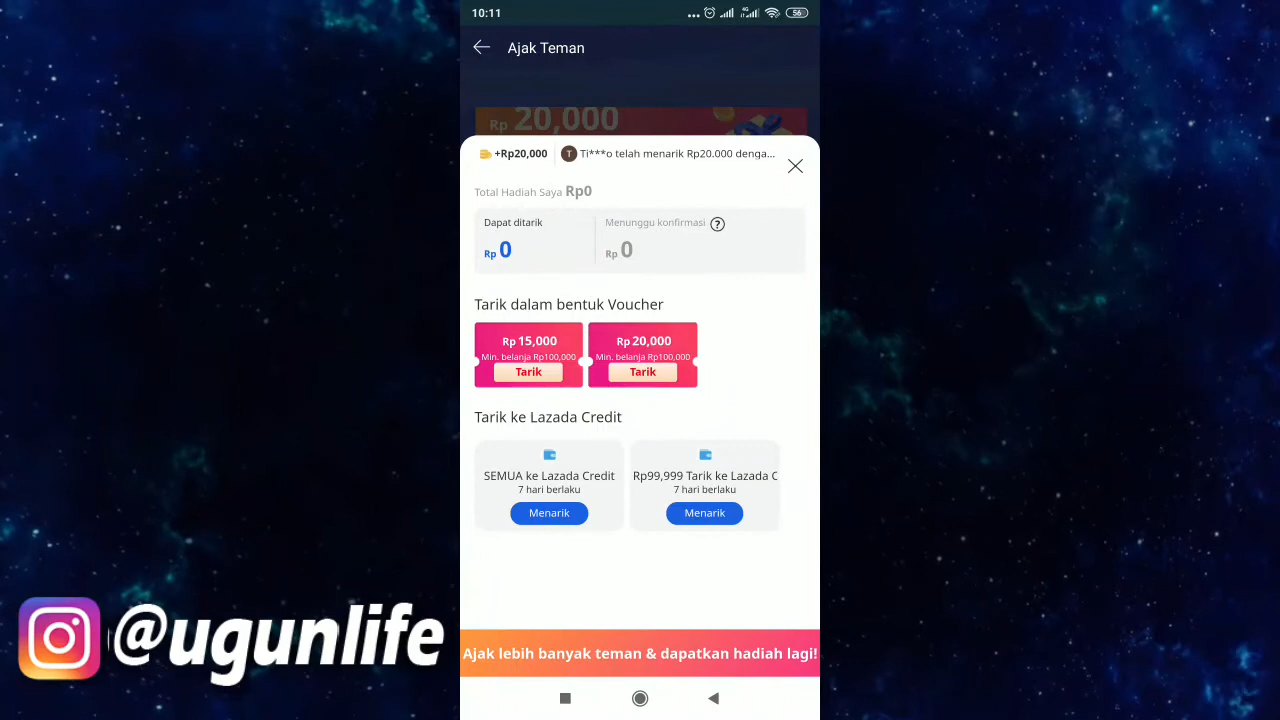 10:11
4G
56
Ajak Teman
Rp 20,000
+Rp20,000
T
Ti***o telah menarik Rp20.000 denga...
Total Hadiah Saya Rp0
Dapat ditarik
Rp 0
Menunggu konfirmasi ?
Rp 0
Tarik dalam bentuk Voucher
Rp 15,000
Min. belanja Rp100,000
Tarik
Rp 20,000
Min. belanja Rp100,000
Tarik
Tarik ke Lazada Credit
SEMUA ke Lazada Credit
7 hari berlaku
Menarik
Rp99,999 Tarik ke Lazada C
7 hari berlaku
Menarik
Ajak lebih banyak teman & dapatkan hadiah lagi!
@ugunlife